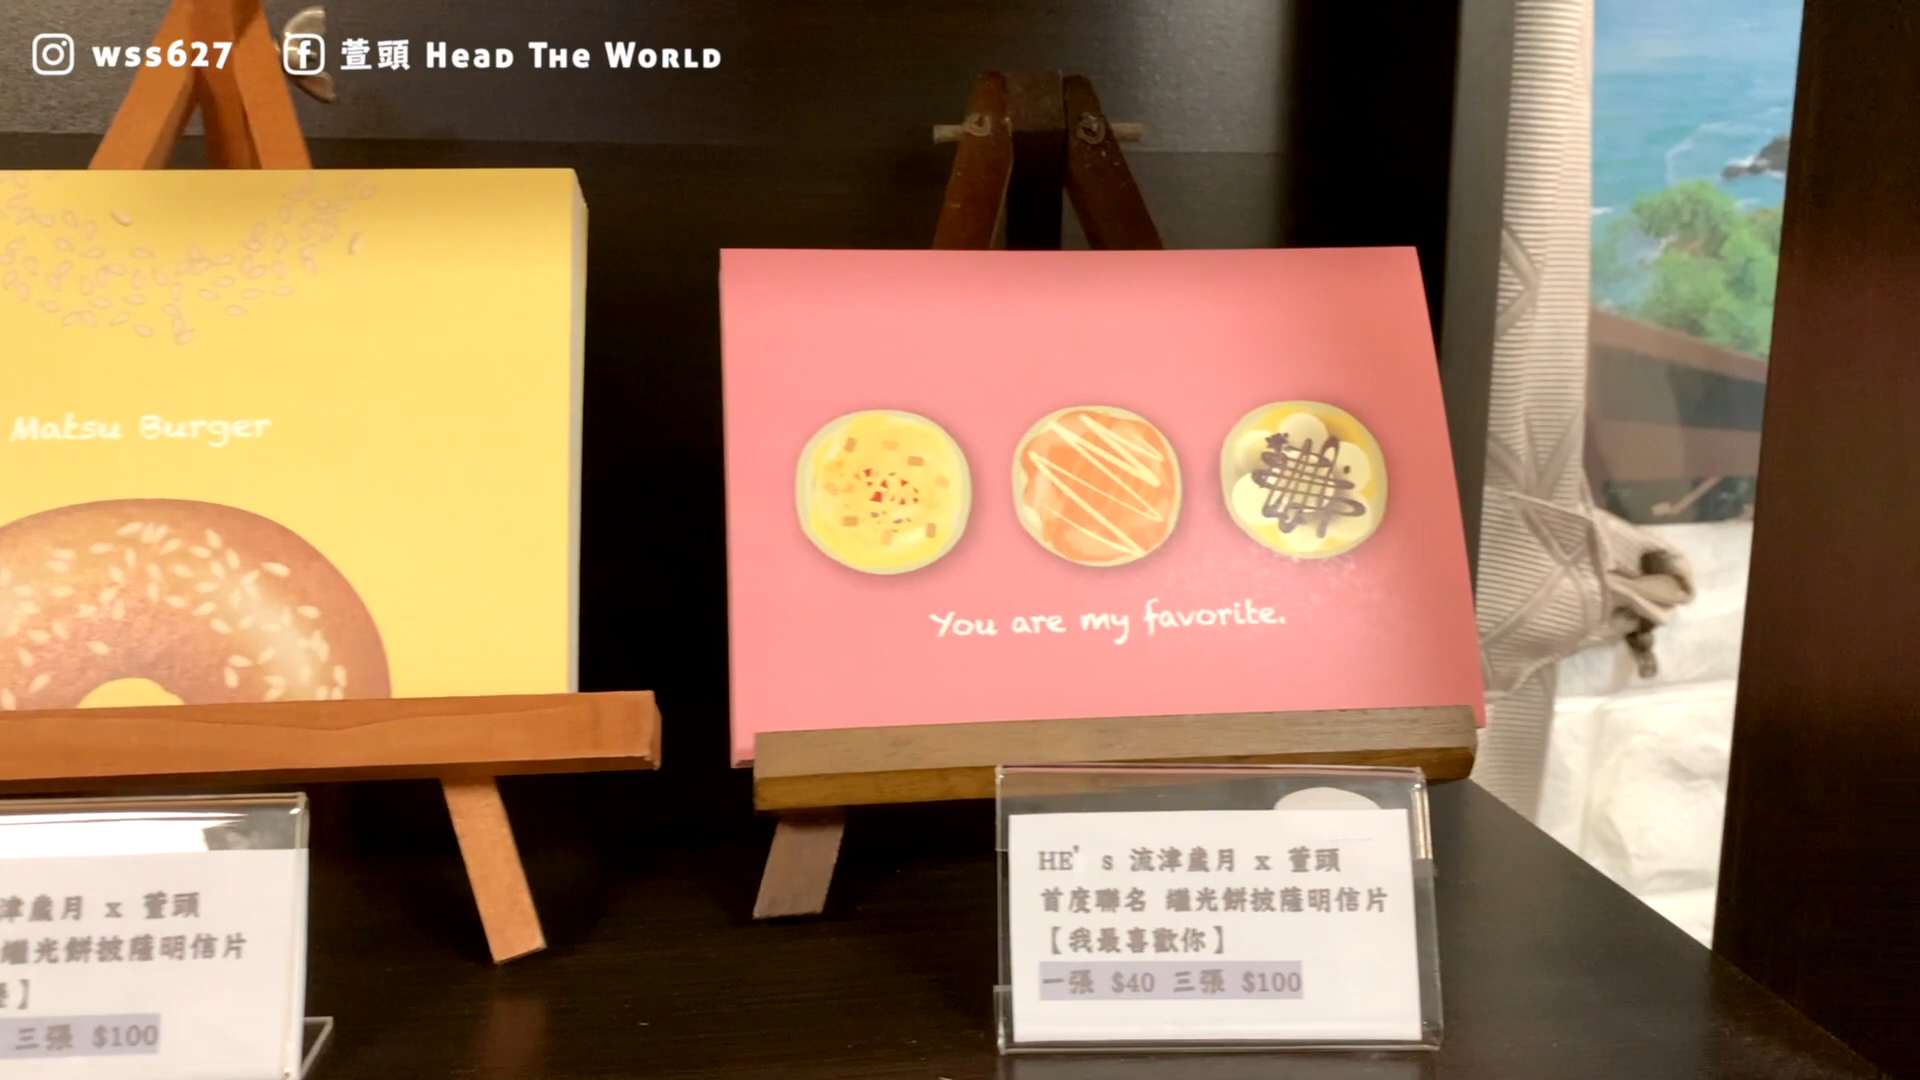 wss627
萱頭 Head The World
Matsu Burger
You are my favorite.
津歲月 x 萱頭
繼光餅披薩明信片
】
三張 $100
HE's 流津歲月 x 萱頭
首度聯名 繼光餅披薩明信片
【我最喜歡你】
一張 $40 三張 $100